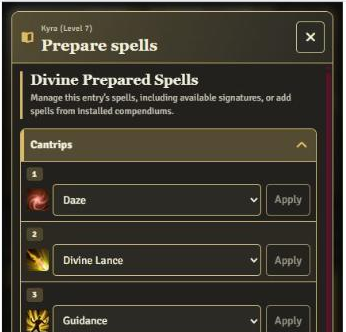 Kyra (Level 7)
Prepare spells
Divine Prepared Spells
Manage this entry's spells, including available signatures, or add
spells from installed compendiums.
Cantrips
1
Daze
Apply
2
Divine Lance
Apply
3
Guidance
Apply